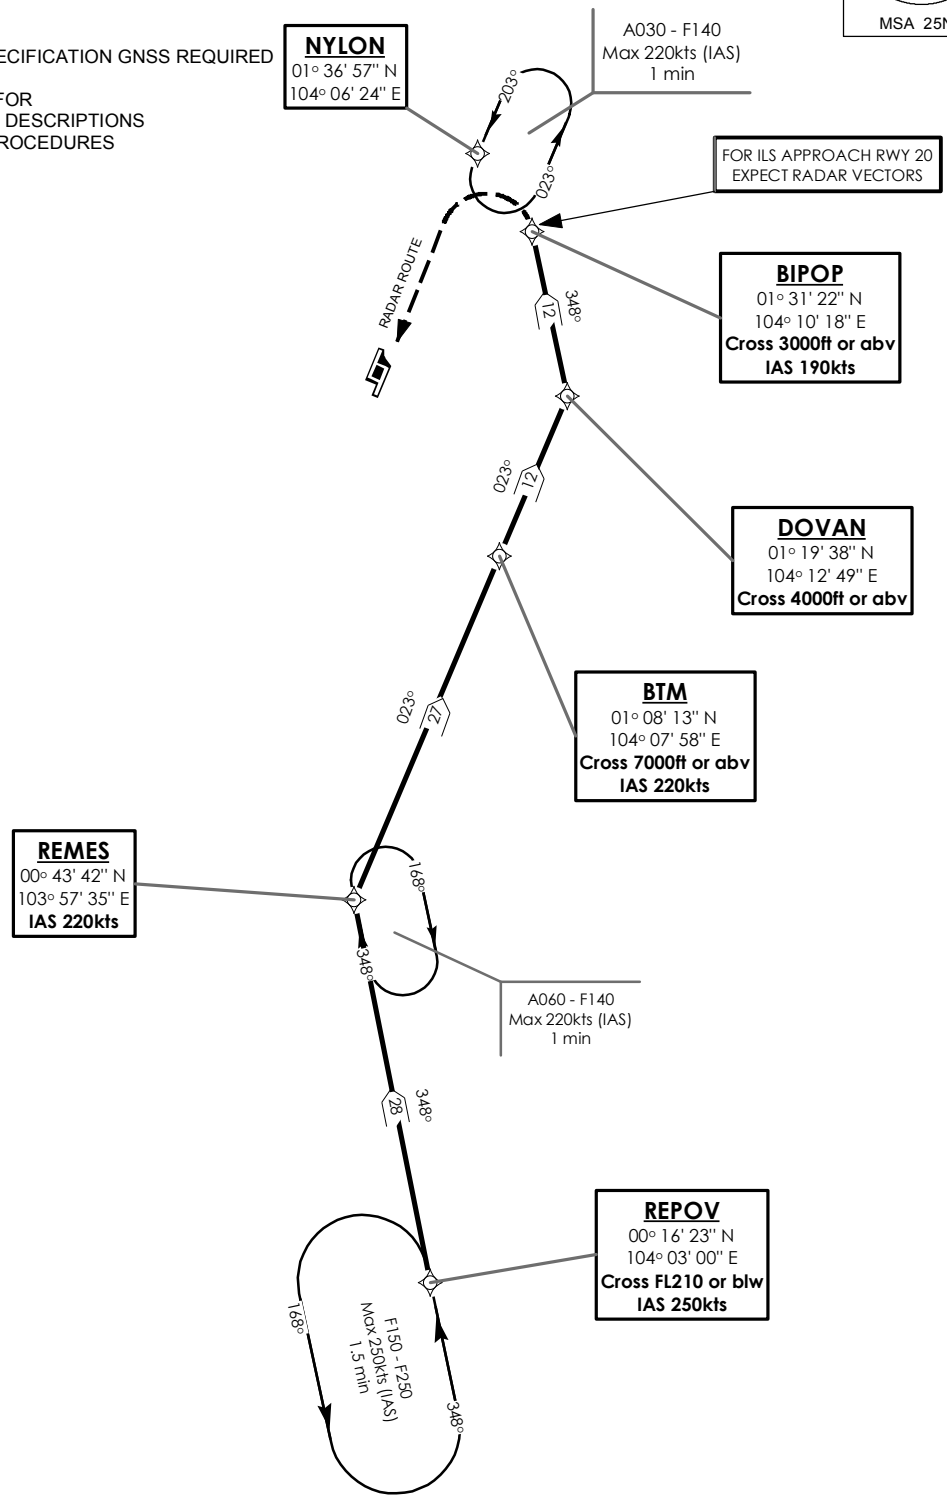 MSA 25N
ECIFICATION GNSS REQUIRED
FOR
DESCRIPTIONS
ROCEDURES
NYLON
01° 36' 57" N
104° 06' 24" E
A030 - F140
Max 220kts (IAS)
1 min
203°
023°
FOR ILS APPROACH RWY 20
EXPECT RADAR VECTORS
RADAR ROUTE
BIPOP
01° 31' 22" N
104° 10' 18" E
Cross 3000ft or abv
IAS 190kts
348°
12
023°
12
DOVAN
01° 19' 38" N
104° 12' 49" E
Cross 4000ft or abv
BTM
01° 08' 13" N
104° 07' 58" E
Cross 7000ft or abv
IAS 220kts
023°
27
REMES
00° 43' 42" N
103° 57' 35" E
IAS 220kts
168°
348°
A060 - F140
Max 220kts (IAS)
1 min
348°
28
REPOV
00° 16' 23" N
104° 03' 00" E
Cross FL210 or blw
IAS 250kts
168°
F150 - F250
Max 250kts (IAS)
1.5 min
348°